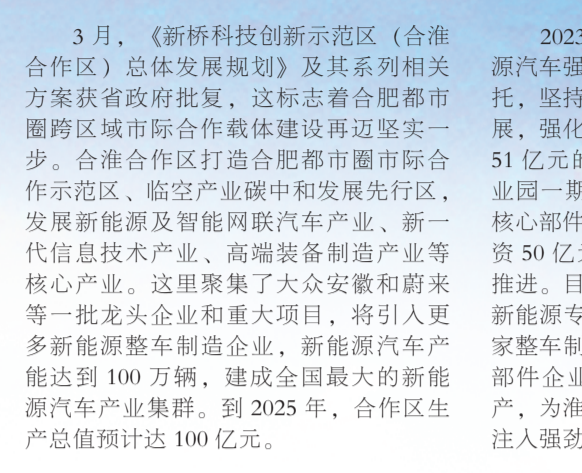 3 月，《新桥科技创新示范区（合淮
合作区）总体发展规划》及其系列相关
方案获省政府批复，这标志着合肥都市
圈跨区域市际合作载体建设再迈坚实一
步。合淮合作区打造合肥都市圈市际合
作示范区、临空产业碳中和发展先行区，
发展新能源及智能网联汽车产业、新一
代信息技术产业、高端装备制造产业等
核心产业。这里聚集了大众安徽和蔚来
等一批龙头企业和重大项目，将引入更
多新能源整车制造企业，新能源汽车产
能达到 100 万辆，建成全国最大的新能
源汽车产业集群。到 2025 年，合作区生
产总值预计达 100 亿元。
2023
源汽车强
托，坚持
展，强化
51 亿元的
业园一期
核心部件
资 50 亿元
推进。目
新能源专
家整车制
部件企业
产，为淮
注入强劲